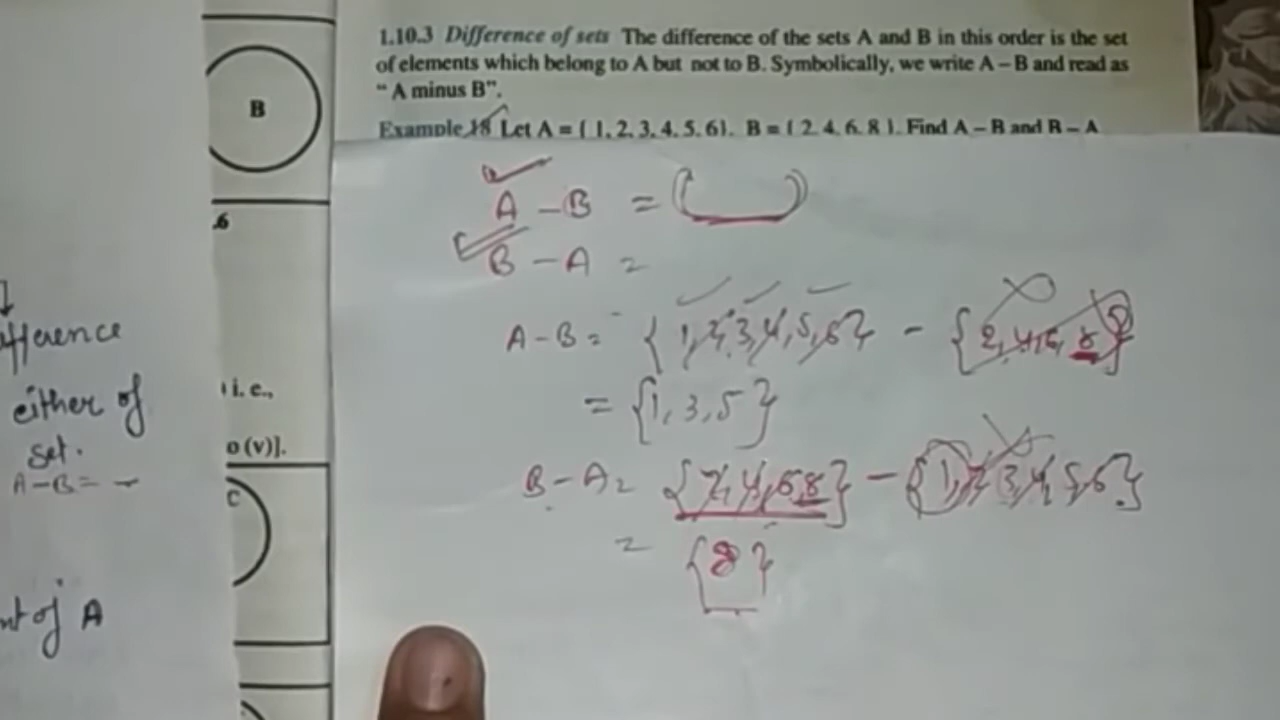 1.10.3 Difference of sets The difference of the sets A and B in this order is the set
of elements which belong to A but not to B. Symbolically, we write A – B and read as
“ A minus B”.
Example 18 Let A = { 1, 2, 3, 4, 5, 6}, B = { 2, 4, 6, 8 }. Find A – B and B – A
A - B = ( )
B - A =
A - B = { 1, 2, 3, 4, 5, 6 } - { 2, 4, 6, 8 }
= {1, 3, 5}
B - A = {2, 4, 6, 8} - {1, 2, 3, 4, 5, 6}
= {8}
B
.6
i. e.,
o (v)].
C
fference
either of
set.
A - B = -
nt of A